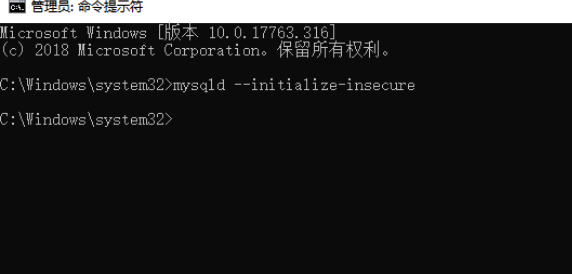 管理员: 命令提示符
Microsoft Windows [版本 10.0.17763.316]
(c) 2018 Microsoft Corporation。保留所有权利。
C:\Windows\system32>mysqld --initialize-insecure
C:\Windows\system32>